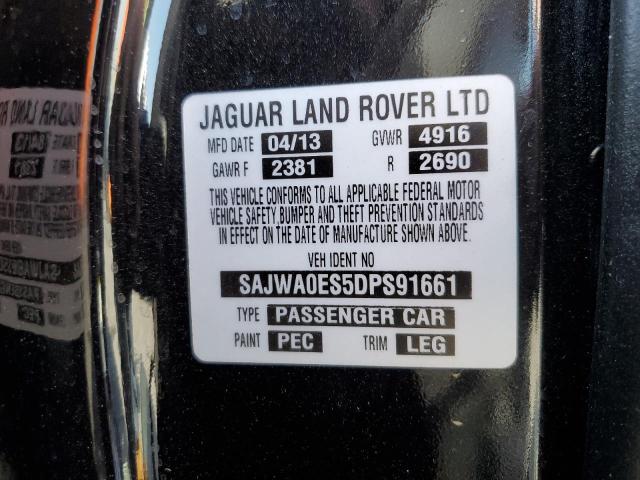 JAGUAR LAND ROVER LTD
MFD DATE 04/13 GVWR 4916
GAWR F 2381 R 2690
THIS VEHICLE CONFORMS TO ALL APPLICABLE FEDERAL MOTOR
VEHICLE SAFETY, BUMPER AND THEFT PREVENTION STANDARDS
IN EFFECT ON THE DATE OF MANUFACTURE SHOWN ABOVE.
VEH IDENT NO
SAJWA0ES5DPS91661
TYPE PASSENGER CAR
PAINT PEC TRIM LEG